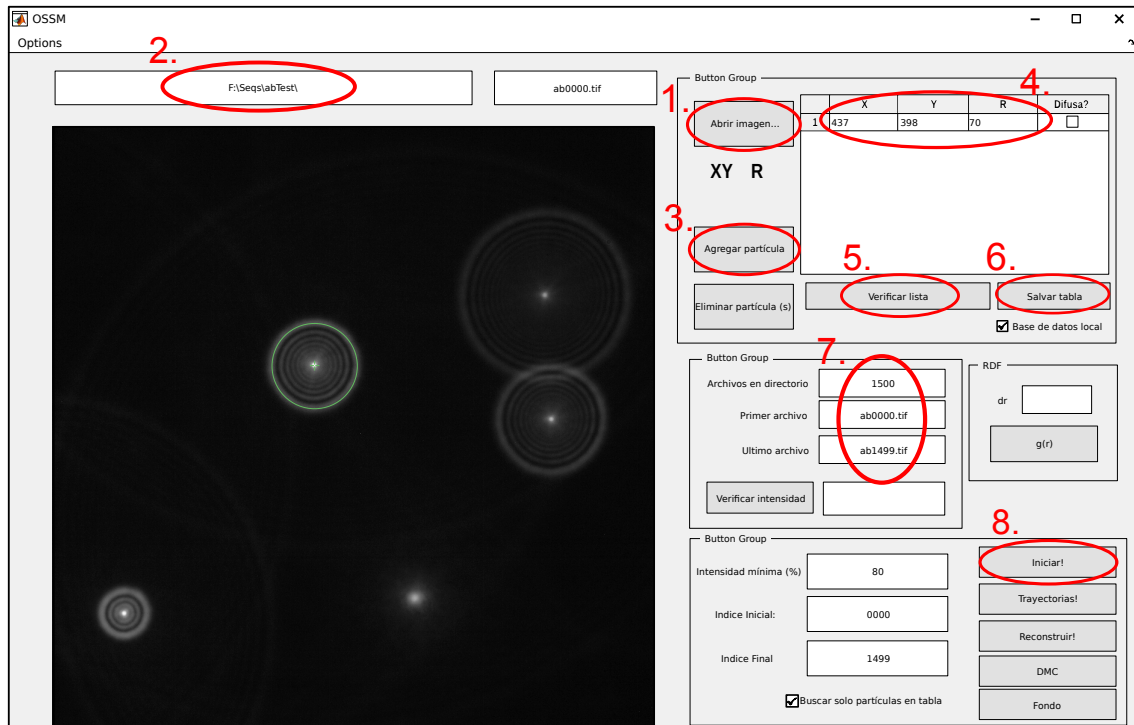 OSSM
Options
2.
F:\Seqs\abTest\
ab0000.tif
Button Group
1.
Abrir imagen...
XY R
3.
Agregar partícula
Eliminar partícula (s)
4.
X Y R Difusa?
1 437 398 70
5.
Verificar lista
6.
Salvar tabla
Base de datos local
Button Group
7.
Archivos en directorio 1500
Primer archivo ab0000.tif
Ultimo archivo ab1499.tif
Verificar intensidad
RDF
dr
g(r)
Button Group
8.
Intensidad mínima (%) 80
Indice Inicial: 0000
Indice Final 1499
Buscar solo partículas en tabla
Iniciar!
Trayectorias!
Reconstruir!
DMC
Fondo